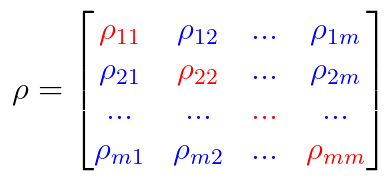 ρ₁₁ ρ₁₂ ... ρ₁ₘ
ρ = ρ₂₁ ρ₂₂ ... ρ₂ₘ
... ... ... ...
ρₘ₁ ρₘ₂ ... ρₘₘ